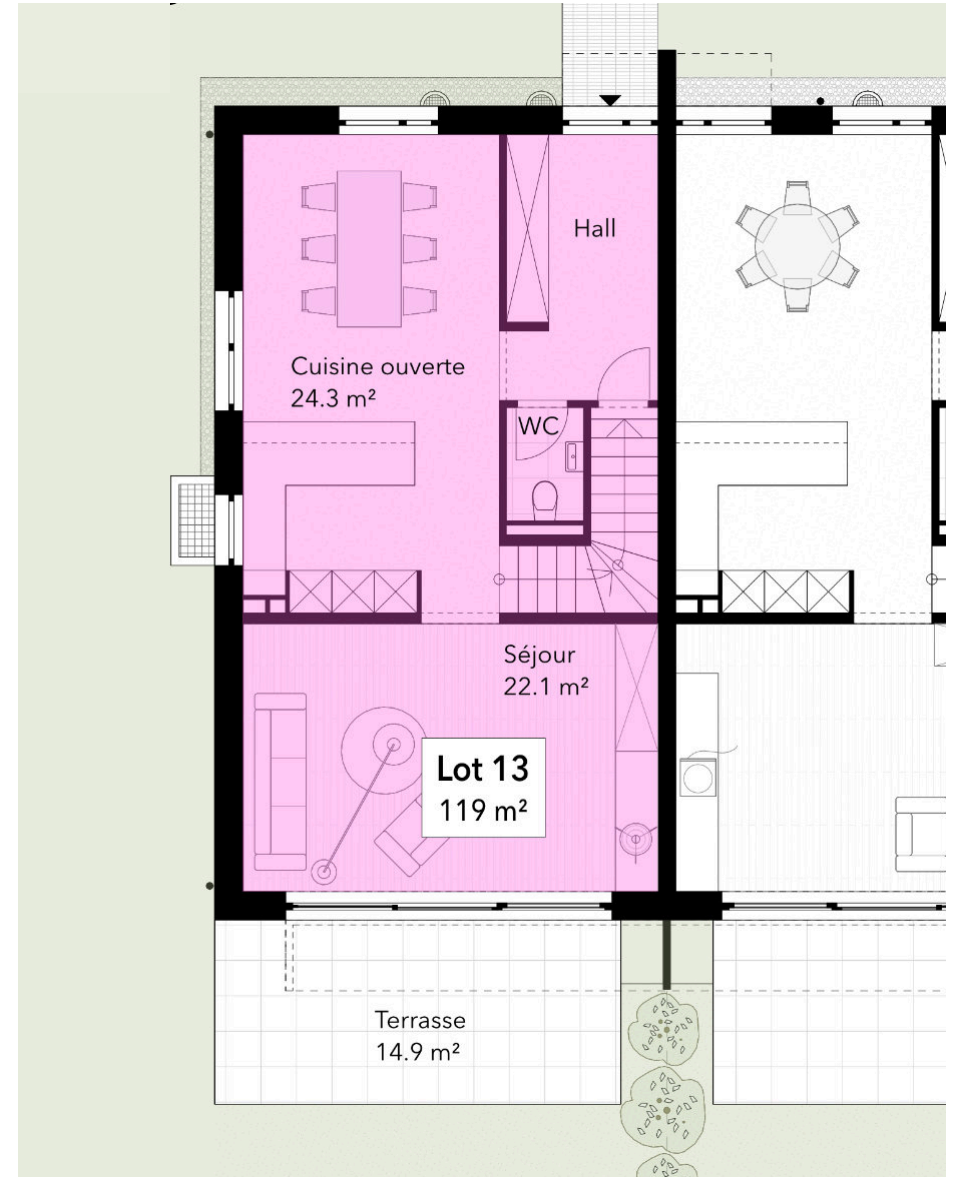 Hall
Cuisine ouverte
24.3 m²
WC
Séjour
22.1 m²
Lot 13
119 m²
Terrasse
14.9 m²